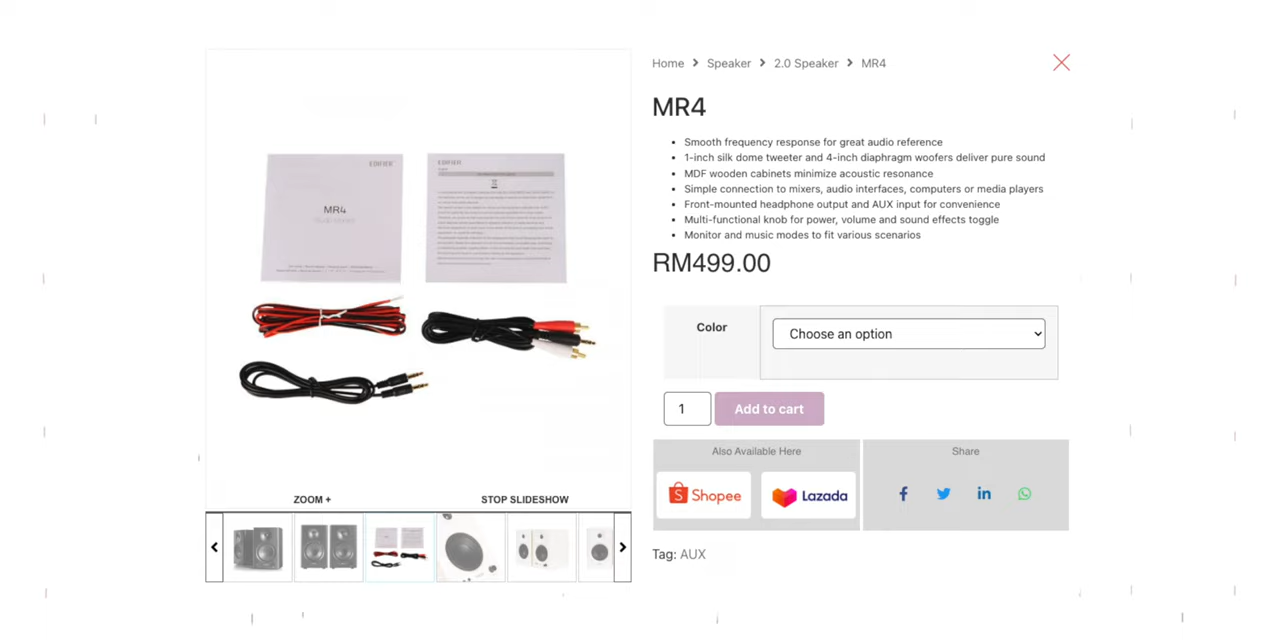 Home > Speaker > 2.0 Speaker > MR4
MR4
• Smooth frequency response for great audio reference
• 1-inch silk dome tweeter and 4-inch diaphragm woofers deliver pure sound
• MDF wooden cabinets minimize acoustic resonance
• Simple connection to mixers, audio interfaces, computers or media players
• Front-mounted headphone output and AUX input for convenience
• Multi-functional knob for power, volume and sound effects toggle
• Monitor and music modes to fit various scenarios
RM499.00
Color
Choose an option
1
Add to cart
Also Available Here
Share
Shopee
Lazada
Tag: AUX
EDIFIER
MR4
EDIFIER
ZOOM +
STOP SLIDESHOW